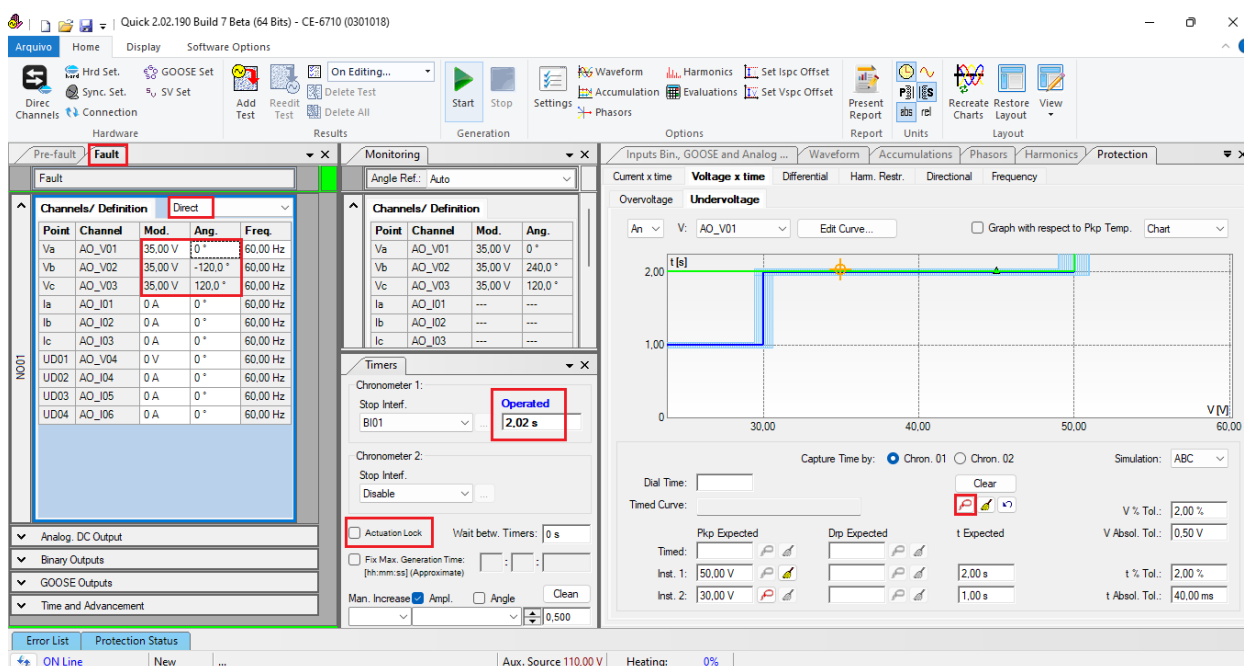 Quick 2.02.190 Build 7 Beta (64 Bits) - CE-6710 (0301018)
Arquivo Home Display Software Options
Direc Channels
Hrd Set.
Sync. Set.
Connection
GOOSE Set
SV Set
Hardware
Add Test
Reedit Test
On Editing...
Delete Test
Delete All
Results
Start
Stop
Generation
Settings
Waveform
Accumulation
Phasors
Harmonics
Evaluations
Set Ispc Offset
Set Vspc Offset
Options
Present Report
Report
abs rel
Units
Recreate Charts
Restore Layout
View
Layout
Pre-fault Fault
Fault
Channels/ Definition Direct
Point Channel Mod. Ang. Freq.
Va AO_V01 35,00 V 0 ° 60,00 Hz
Vb AO_V02 35,00 V -120,0 ° 60,00 Hz
Vc AO_V03 35,00 V 120,0 ° 60,00 Hz
Ia AO_I01 0 A 0 ° 60,00 Hz
Ib AO_I02 0 A 0 ° 60,00 Hz
Ic AO_I03 0 A 0 ° 60,00 Hz
UD01 AO_V04 0 V 0 ° 60,00 Hz
UD02 AO_I04 0 A 0 ° 60,00 Hz
UD03 AO_I05 0 A 0 ° 60,00 Hz
UD04 AO_I06 0 A 0 ° 60,00 Hz
NO01
Analog. DC Output
Binary Outputs
GOOSE Outputs
Time and Advancement
Monitoring
Angle Ref.: Auto
Channels/ Definition
Point Channel Mod. Ang.
Va AO_V01 35,00 V 0 °
Vb AO_V02 35,00 V 240,0 °
Vc AO_V03 35,00 V 120,0 °
Ia AO_I01 --- ---
Ib AO_I02 --- ---
Ic AO_I03 --- ---
Timers
Chronometer 1:
Stop Interf. Operated
BI01 ... 2,02 s
Chronometer 2:
Stop Interf.
Disable ...
Actuation Lock Wait betw. Timers: 0 s
Fix Max. Generation Time: : :
[hh:mm:ss] (Approximate)
Man. Increase Ampl. Angle Clean
0,500
Inputs Bin., GOOSE and Analog ... Waveform Accumulations Phasors Harmonics Protection
Current x time Voltage x time Differential Harm. Restr. Directional Frequency
Overvoltage Undervoltage
An V: AO_V01 Edit Curve... Graph with respect to Pkp Temp. Chart
t [s]
2,00
1,00
0
V [V]
30,00 40,00 50,00 60,00
Capture Time by: Chron. 01 Chron. 02 Simulation: ABC
Dial Time: Clear
Timed Curve: V % Tol.: 2,00 %
Pkp Expected Drp Expected t Expected V Absol. Tol.: 0,50 V
Timed:
Inst. 1: 50,00 V 2,00 s t % Tol.: 2,00 %
Inst. 2: 30,00 V 1,00 s t Absol. Tol.: 40,00 ms
Error List Protection Status
ON Line New ... Aux. Source 110.00 V Heating: 0%